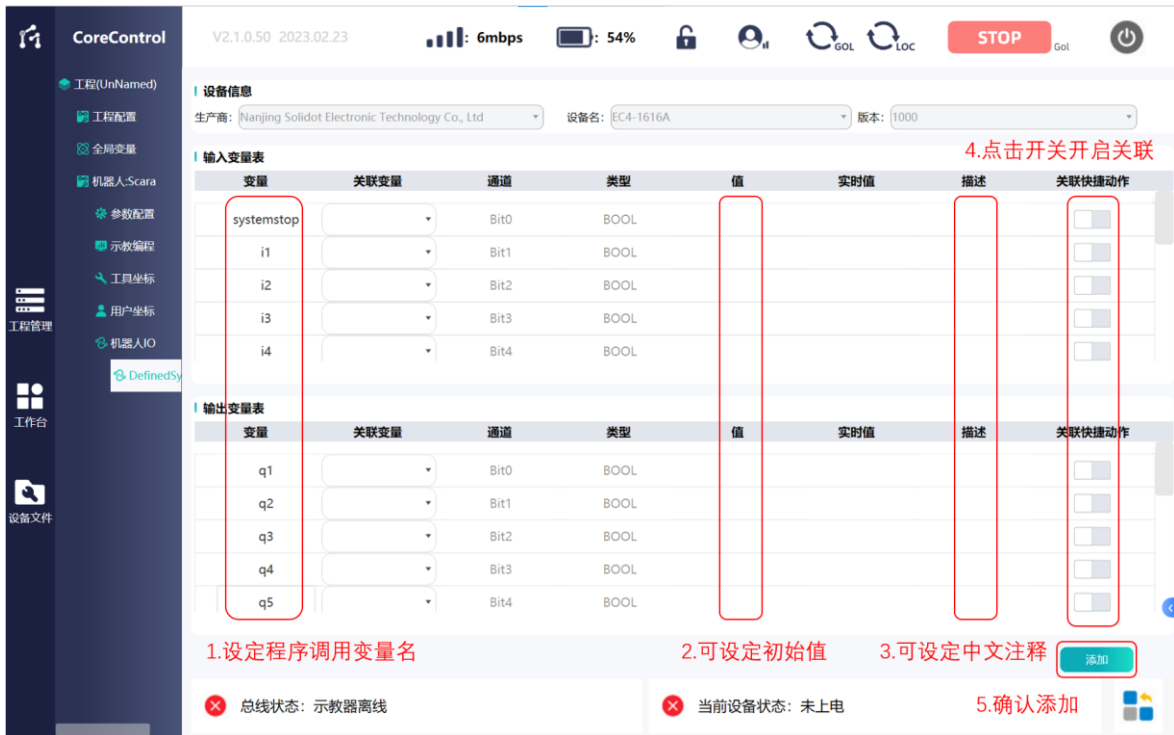 CoreControl V2.1.0.50 2023.02.23 : 6mbps : 54% GOL LOC STOP Gol
工程(UnNamed)
工程配置
全局变量
机器人:Scara
参数配置
示教编程
工具坐标
用户坐标
机器人IO
DefinedSy
工程管理
工作台
设备文件
设备信息
生产商: Nanjing Solidot Electronic Technology Co., Ltd 设备名: EC4-1616A 版本: 1000
4.点击开关开启关联
输入变量表
变量 关联变量 通道 类型 值 实时值 描述 关联快捷动作
systemstop Bit0 BOOL
i1 Bit1 BOOL
i2 Bit2 BOOL
i3 Bit3 BOOL
i4 Bit4 BOOL
输出变量表
变量 关联变量 通道 类型 值 实时值 描述 关联快捷动作
q1 Bit0 BOOL
q2 Bit1 BOOL
q3 Bit2 BOOL
q4 Bit3 BOOL
q5 Bit4 BOOL
1.设定程序调用变量名 2.可设定初始值 3.可设定中文注释 添加
总线状态: 示教器离线 当前设备状态: 未上电 5.确认添加